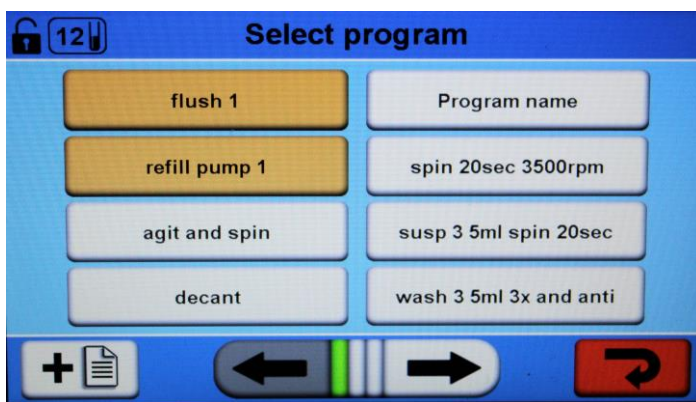 12
Select program
flush 1
Program name
refill pump 1
spin 20sec 3500rpm
agit and spin
susp 3 5ml spin 20sec
decant
wash 3 5ml 3x and anti